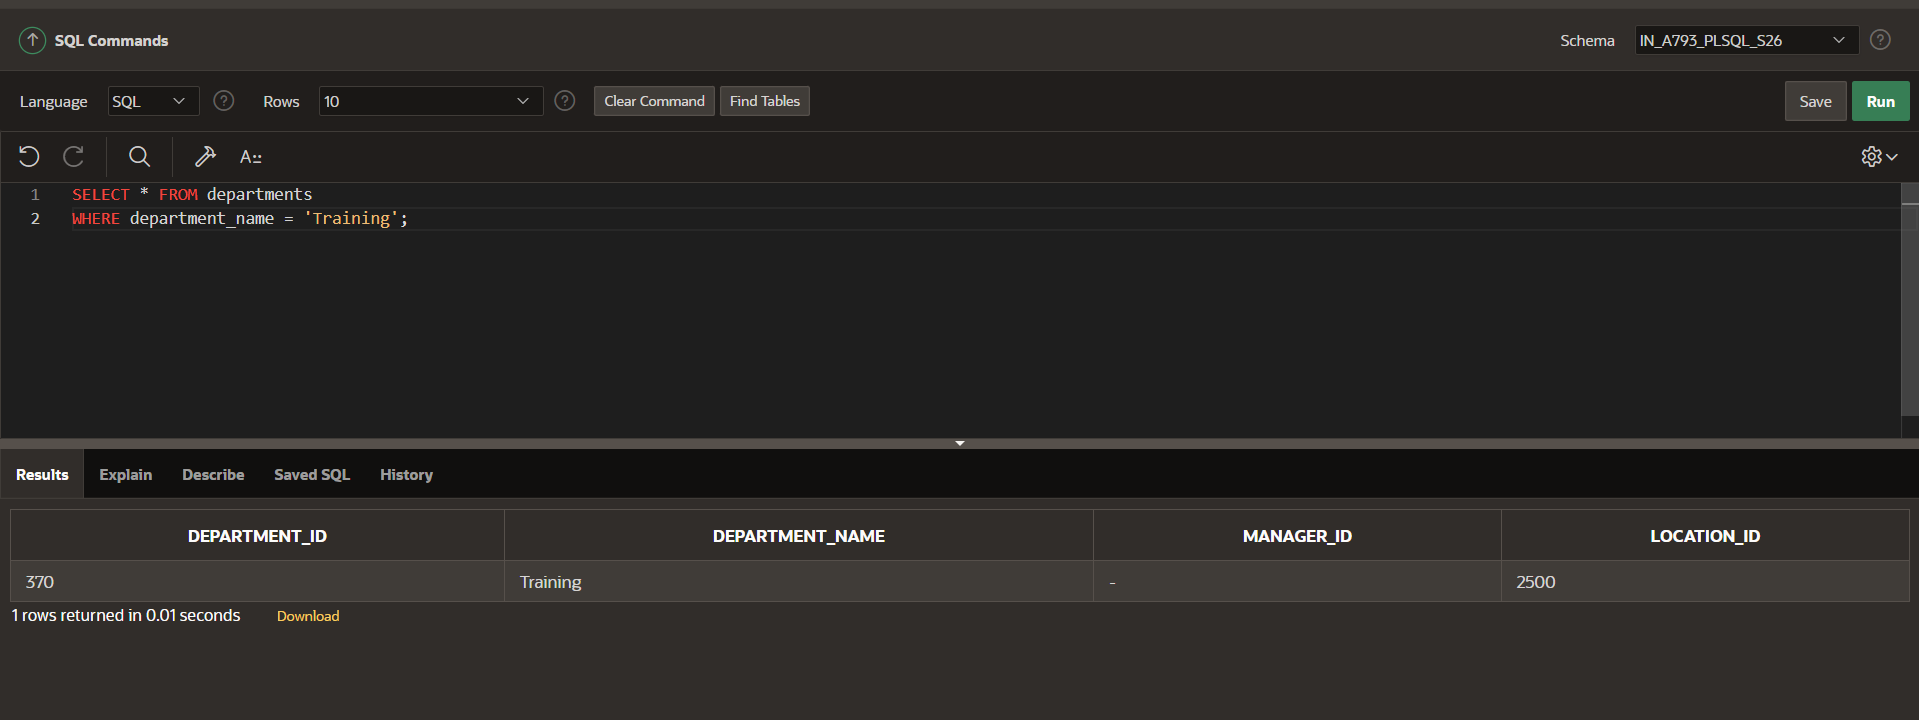 SQL Commands Schema IN_A793_PLSQL_S26 ?
Language SQL ? Rows 10 ? Clear Command Find Tables Save Run
A::
1 SELECT * FROM departments
2 WHERE department_name = 'Training';
Results Explain Describe Saved SQL History
DEPARTMENT_ID DEPARTMENT_NAME MANAGER_ID LOCATION_ID
370 Training - 2500
1 rows returned in 0.01 seconds Download